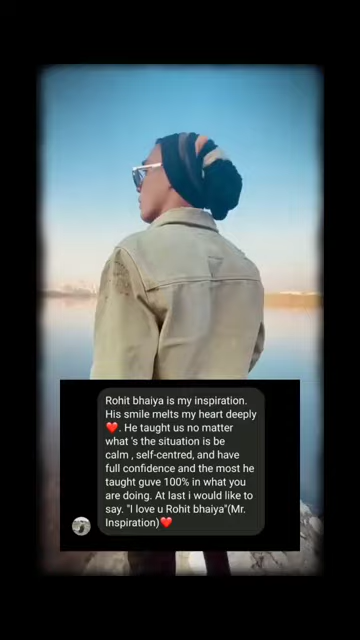 Rohit bhaiya is my inspiration.
His smile melts my heart deeply
❤️. He taught us no matter
what 's the situation is be
calm , self-centred, and have
full confidence and the most he
taught guve 100% in what you
are doing. At last i would like to
say. "I love u Rohit bhaiya"(Mr.
Inspiration)❤️